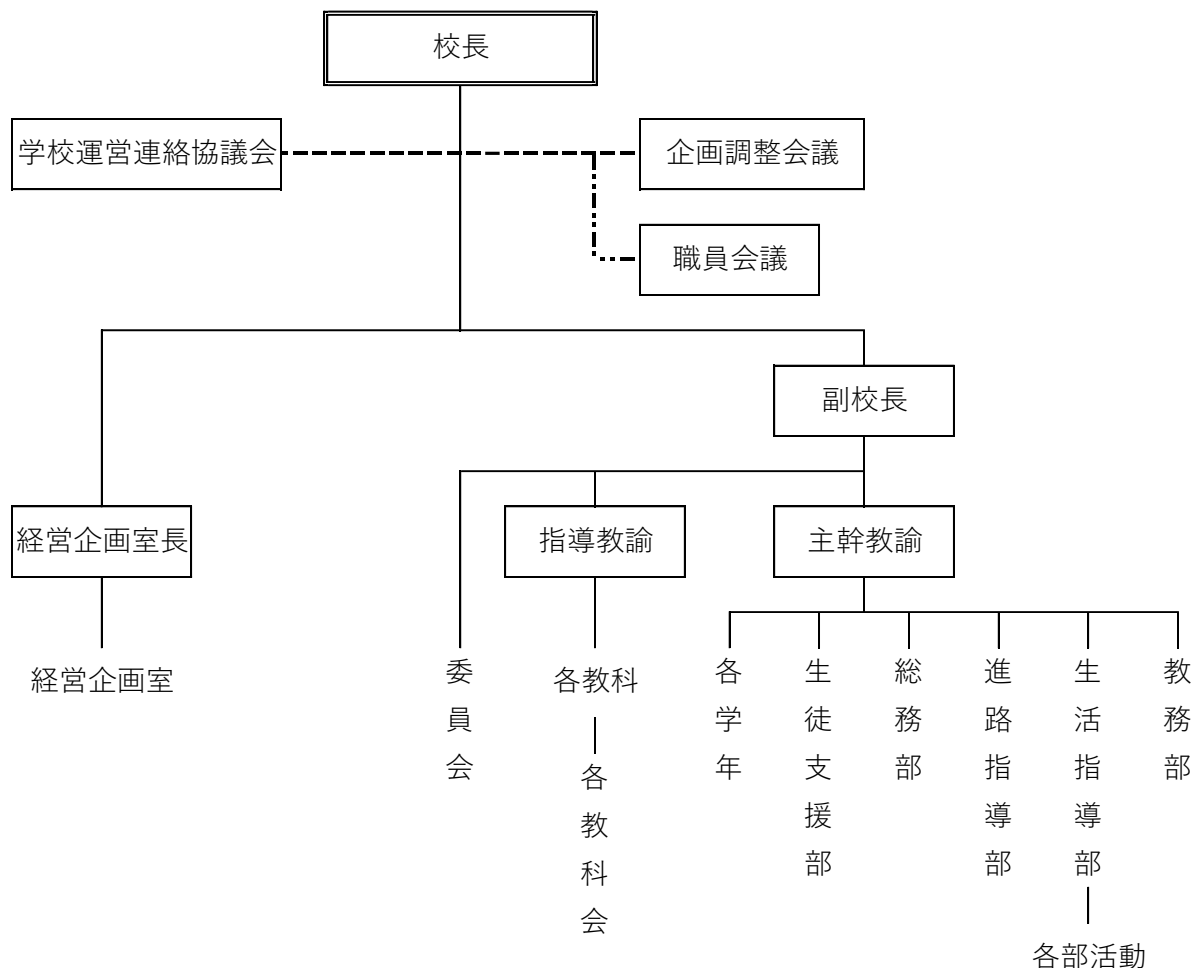 校長
学校運営連絡協議会
企画調整会議
職員会議
副校長
経営企画室長
指導教諭
主幹教諭
経営企画室
委員会
各教科
各教科会
各学年
生徒支援部
総務部
進路指導部
生活指導部
教務部
各部活動